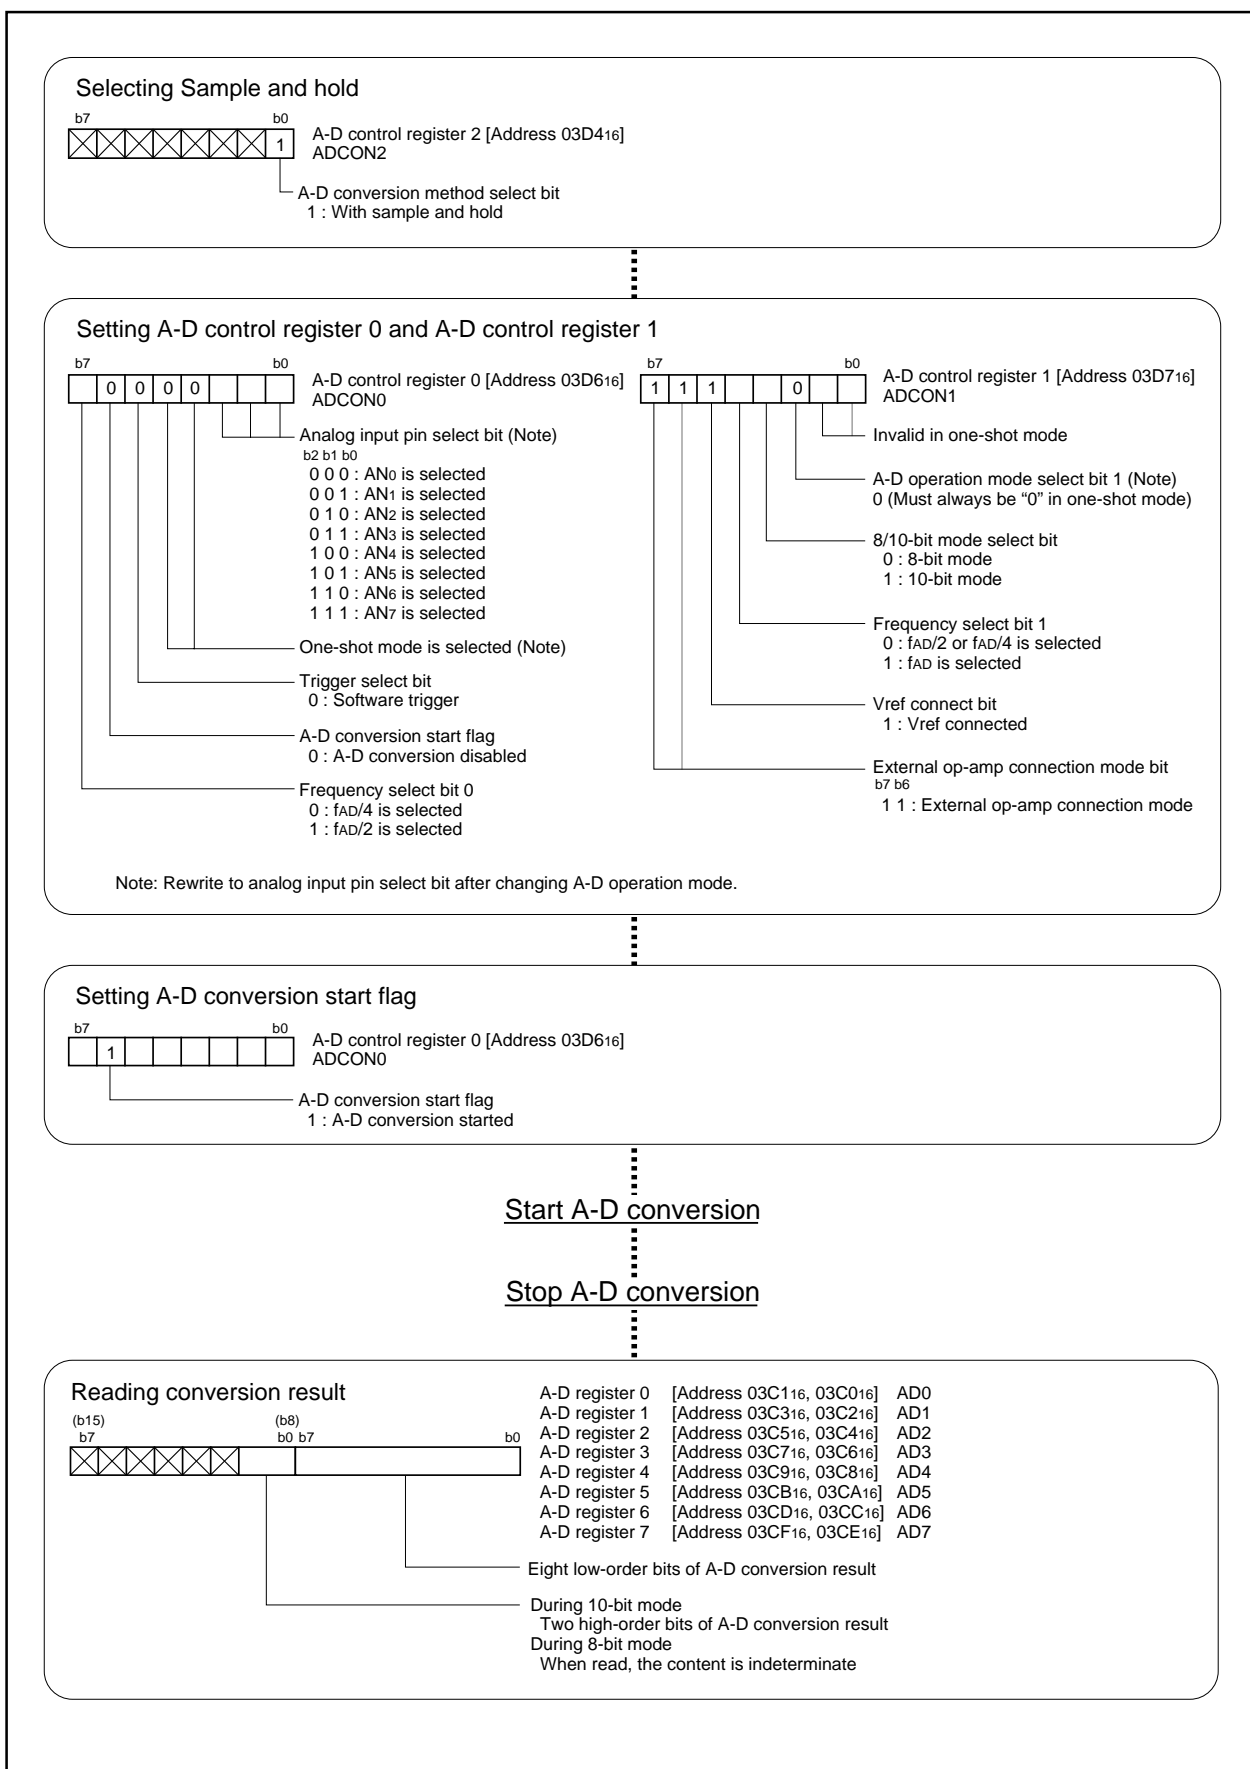 Selecting Sample and hold
b7 b0
1
A-D control register 2 [Address 03D416]
ADCON2
A-D conversion method select bit
1 : With sample and hold
Setting A-D control register 0 and A-D control register 1
b7 b0
0 0 0 0
A-D control register 0 [Address 03D616]
ADCON0
Analog input pin select bit (Note)
b2 b1 b0
0 0 0 : AN0 is selected
0 0 1 : AN1 is selected
0 1 0 : AN2 is selected
0 1 1 : AN3 is selected
1 0 0 : AN4 is selected
1 0 1 : AN5 is selected
1 1 0 : AN6 is selected
1 1 1 : AN7 is selected
One-shot mode is selected (Note)
Trigger select bit
0 : Software trigger
A-D conversion start flag
0 : A-D conversion disabled
Frequency select bit 0
0 : fAD/4 is selected
1 : fAD/2 is selected
b7 b0
1 1 1 0
A-D control register 1 [Address 03D716]
ADCON1
Invalid in one-shot mode
A-D operation mode select bit 1 (Note)
0 (Must always be “0” in one-shot mode)
8/10-bit mode select bit
0 : 8-bit mode
1 : 10-bit mode
Frequency select bit 1
0 : fAD/2 or fAD/4 is selected
1 : fAD is selected
Vref connect bit
1 : Vref connected
External op-amp connection mode bit
b7 b6
1 1 : External op-amp connection mode
Note: Rewrite to analog input pin select bit after changing A-D operation mode.
Setting A-D conversion start flag
b7 b0
1
A-D control register 0 [Address 03D616]
ADCON0
A-D conversion start flag
1 : A-D conversion started
Start A-D conversion
Stop A-D conversion
Reading conversion result
(b15) (b8)
b7 b0 b7 b0
A-D register 0 [Address 03C116, 03C016] AD0
A-D register 1 [Address 03C316, 03C216] AD1
A-D register 2 [Address 03C516, 03C416] AD2
A-D register 3 [Address 03C716, 03C616] AD3
A-D register 4 [Address 03C916, 03C816] AD4
A-D register 5 [Address 03CB16, 03CA16] AD5
A-D register 6 [Address 03CD16, 03CC16] AD6
A-D register 7 [Address 03CF16, 03CE16] AD7
Eight low-order bits of A-D conversion result
During 10-bit mode
Two high-order bits of A-D conversion result
During 8-bit mode
When read, the content is indeterminate